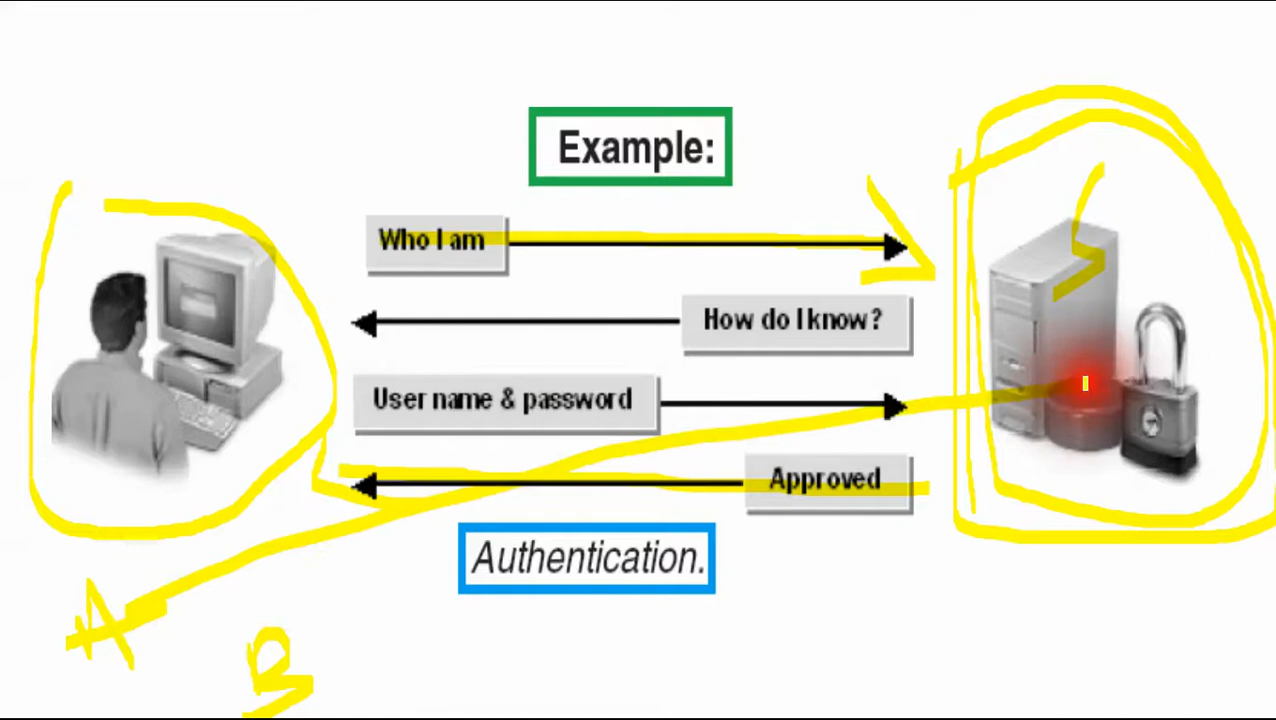 Example:
Who I am
How do I know?
User name & password
Approved
Authentication.
A
B